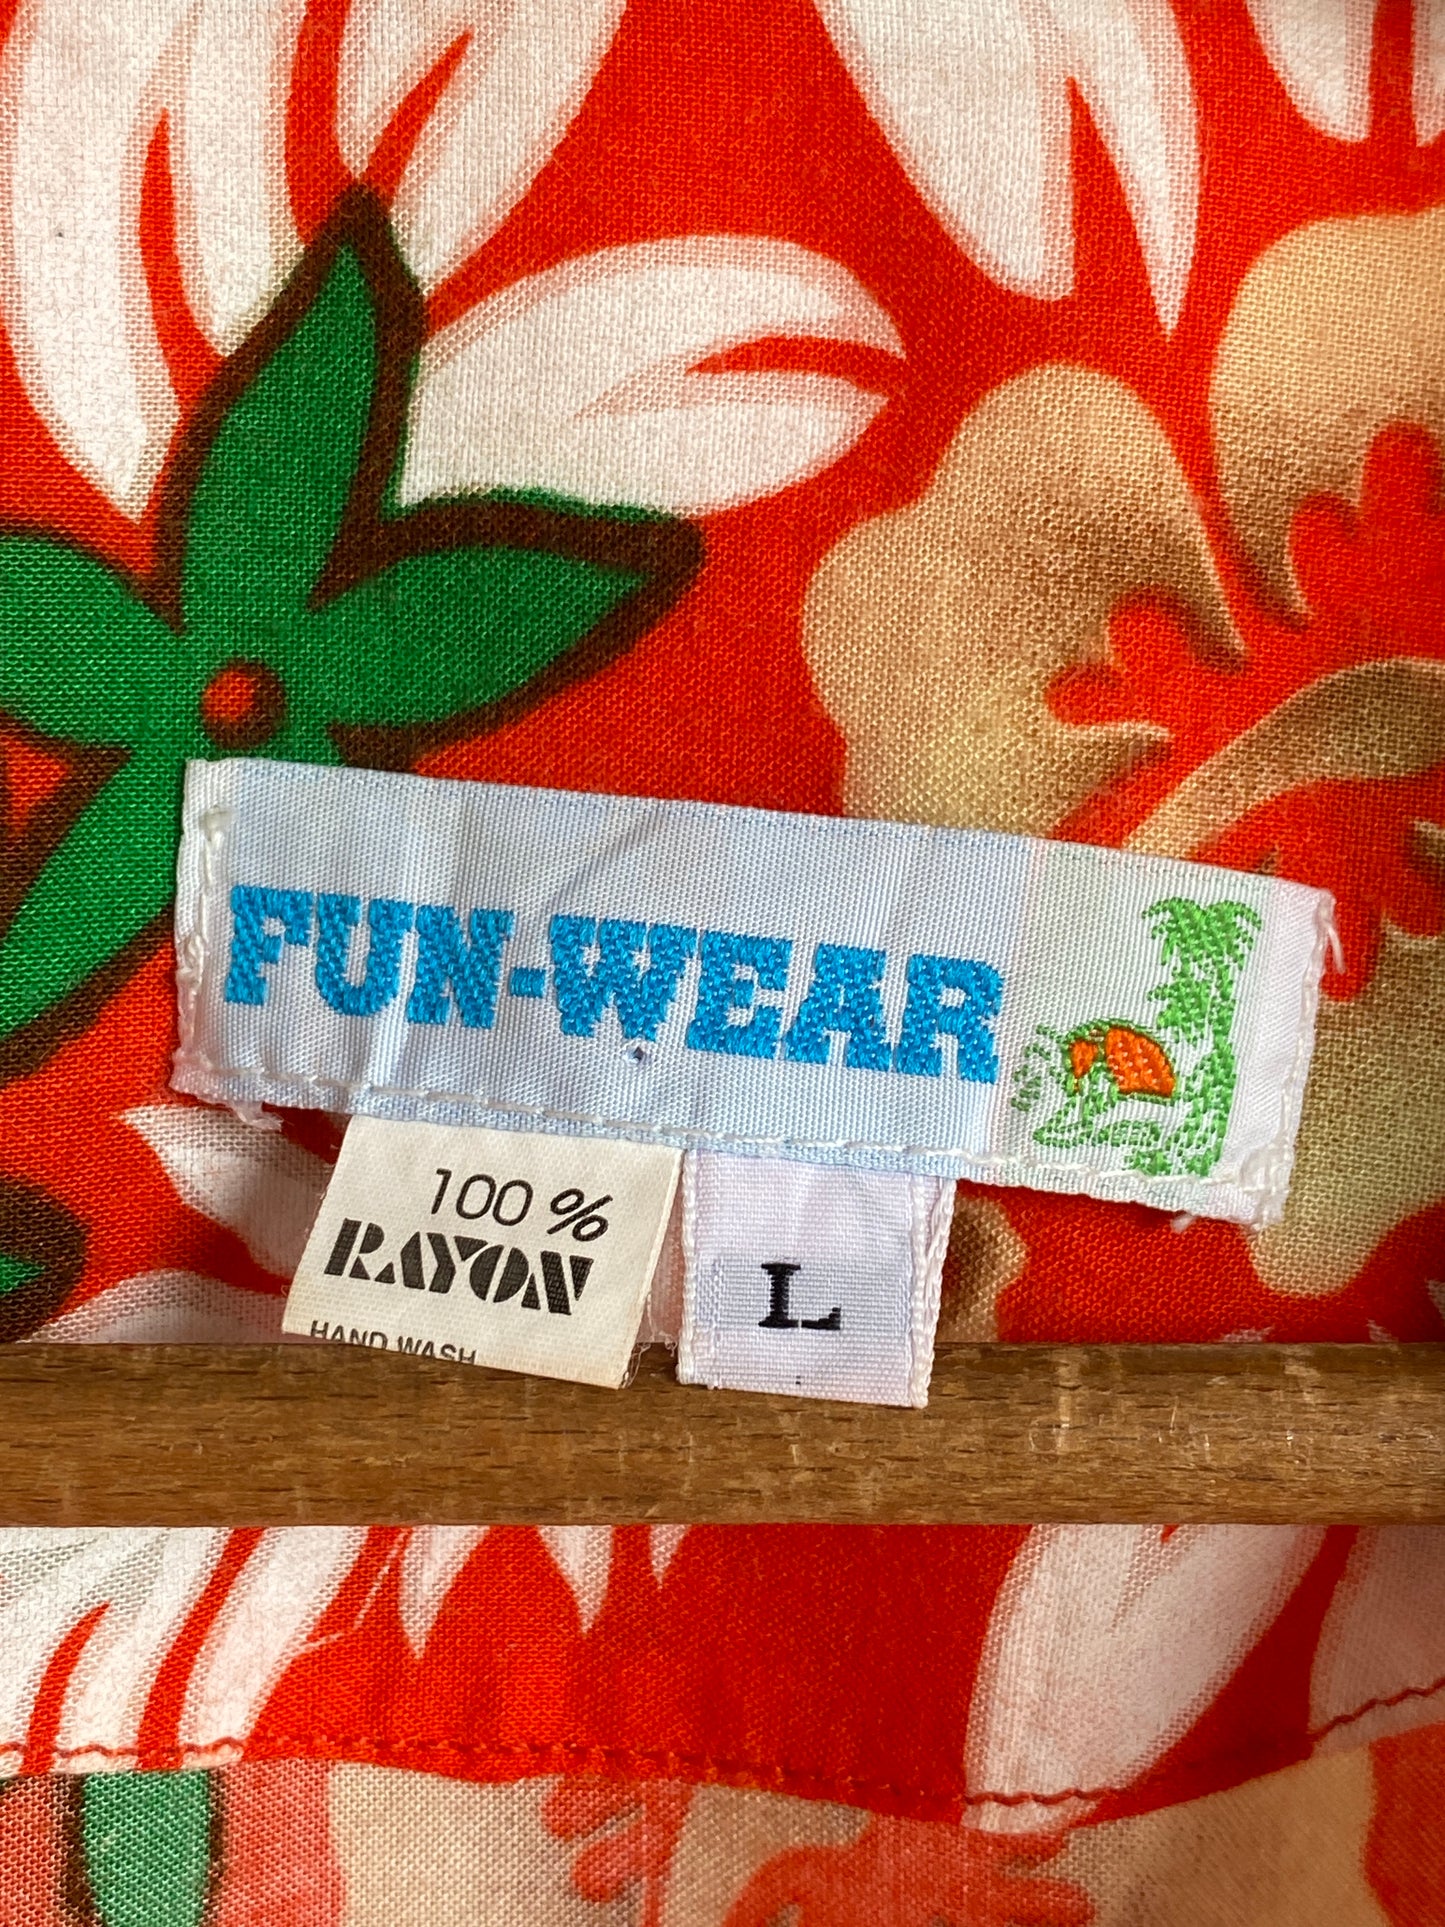 FUN-WEAR
100%
RAYON
HAND WASH
L